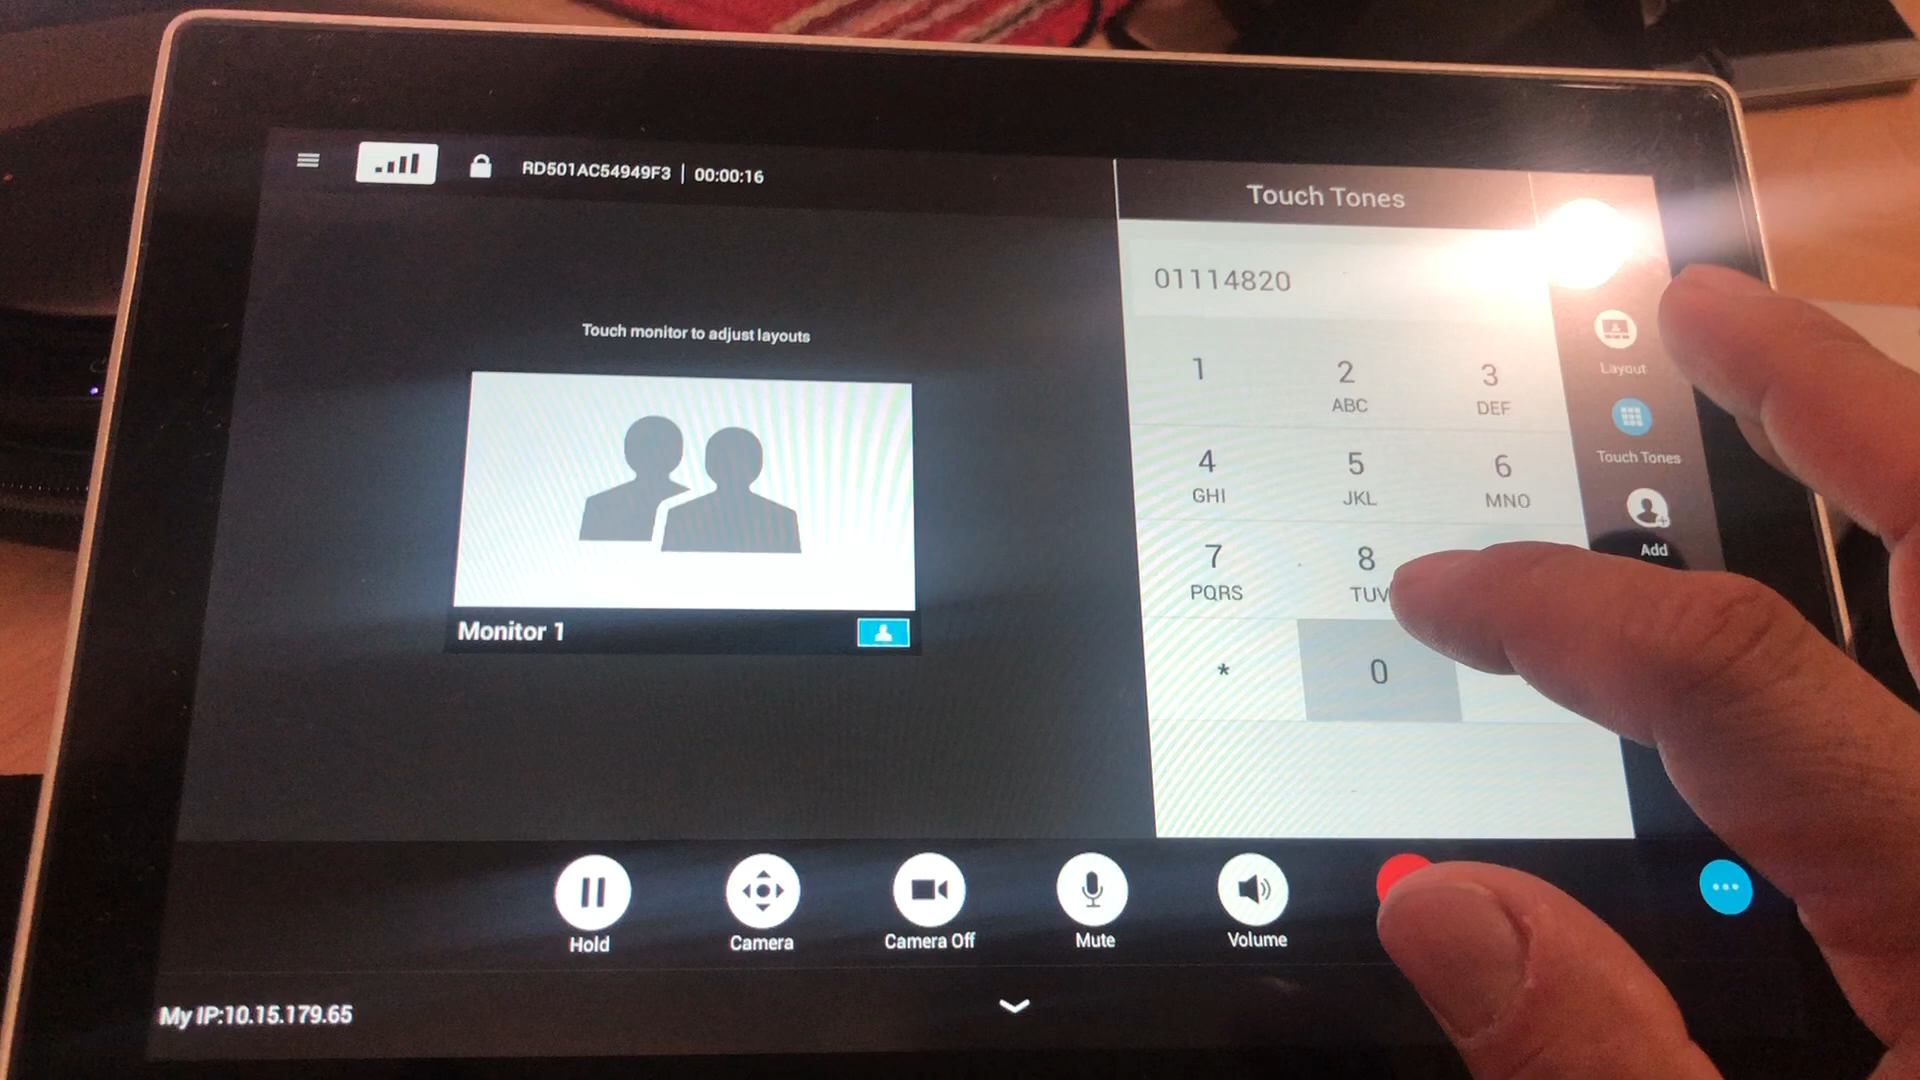 RD501AC54949F3 | 00:00:16
Touch monitor to adjust layouts
Monitor 1
Touch Tones
01114820
1
2
ABC
3
DEF
4
GHI
5
JKL
6
MNO
7
PQRS
8
TUV
*
0
Layout
Touch Tones
Add
Hold
Camera
Camera Off
Mute
Volume
My IP:10.15.179.65